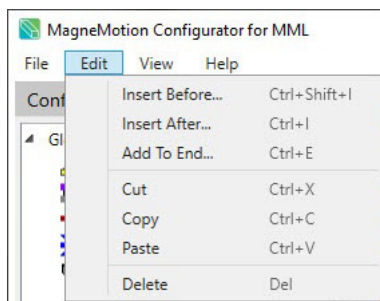 MagneMotion Configurator for MML
File Edit View Help
Conf
Insert Before... Ctrl+Shift+I
Gl
Insert After... Ctrl+I
Add To End... Ctrl+E
Cut Ctrl+X
Copy Ctrl+C
Paste Ctrl+V
Delete Del